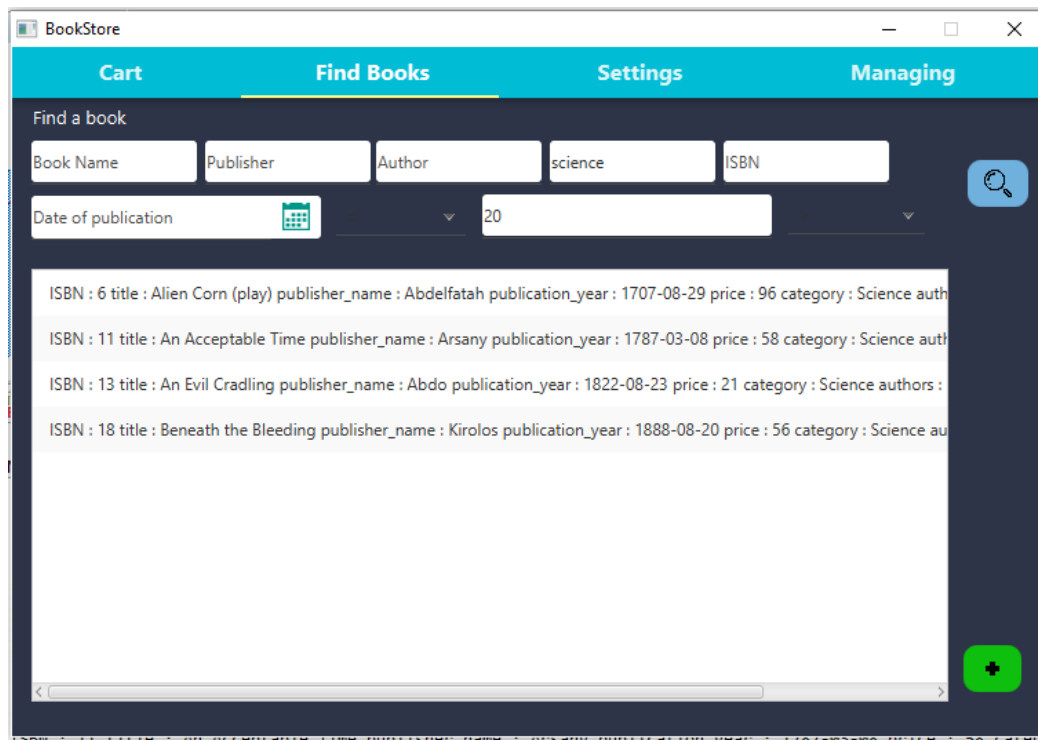 BookStore
Cart Find Books Settings Managing
Find a book
Book Name Publisher Author science ISBN
Date of publication 20
ISBN : 6 title : Alien Corn (play) publisher_name : Abdelfatah publication_year : 1707-08-29 price : 96 category : Science auth
ISBN : 11 title : An Acceptable Time publisher_name : Arsany publication_year : 1787-03-08 price : 58 category : Science auth
ISBN : 13 title : An Evil Cradling publisher_name : Abdo publication_year : 1822-08-23 price : 21 category : Science authors :
ISBN : 18 title : Beneath the Bleeding publisher_name : Kirolos publication_year : 1888-08-20 price : 56 category : Science au